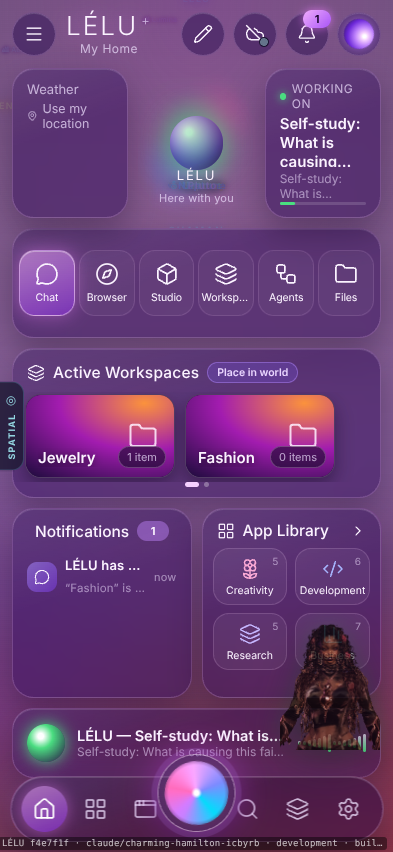 LÉLU +
My Home
1
Weather
Use my
location
LÉLU
Here with you
WORKING
ON
Self-study:
What is
causing...
Self-study:
What is...
Chat
Browser
Studio
Worksp...
Agents
Files
SPATIAL
Active Workspaces
Place in world
Jewelry
1 item
Fashion
0 items
Notifications
1
LÉLU has ...
now
“Fashion” is ...
App Library
5
Creativity
6
Development
5
Research
7
LÉLU — Self-study: What is...
Self-study: What is causing this fai...
LÉLU f4e7f1f · claude/charming-hamilton-icbyrb · development · buil…